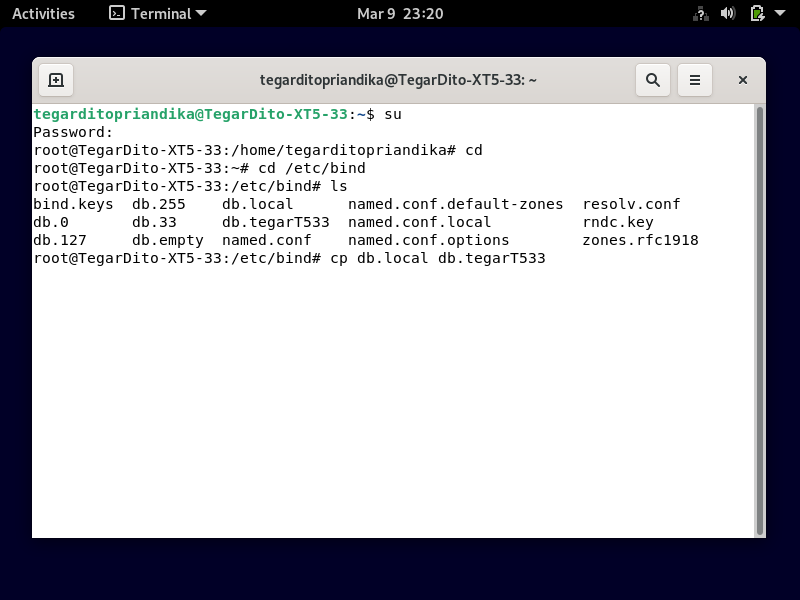 Activities Terminal Mar 9 23:20
tegarditopriandika@TegarDito-XT5-33: ~
tegarditopriandika@TegarDito-XT5-33:~$ su
Password:
root@TegarDito-XT5-33:/home/tegarditopriandika# cd
root@TegarDito-XT5-33:~# cd /etc/bind
root@TegarDito-XT5-33:/etc/bind# ls
bind.keys  db.255    db.local      named.conf.default-zones  resolv.conf
db.0       db.33     db.tegarT533  named.conf.local          rndc.key
db.127     db.empty  named.conf    named.conf.options        zones.rfc1918
root@TegarDito-XT5-33:/etc/bind# cp db.local db.tegarT533